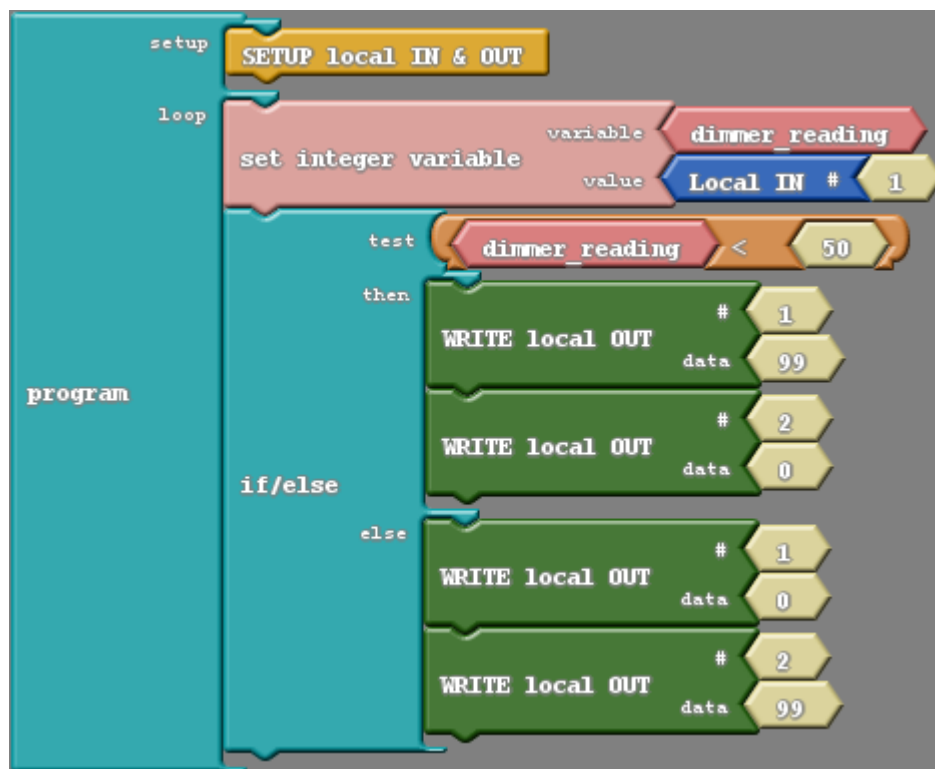 setup
SETUP local IN & OUT
loop
set integer variable
variable
dimmer_reading
value
Local IN # 1
program
if/else
test
dimmer_reading < 50
then
WRITE local OUT
# 1
data 99
WRITE local OUT
# 2
data 0
else
WRITE local OUT
# 1
data 0
WRITE local OUT
# 2
data 99